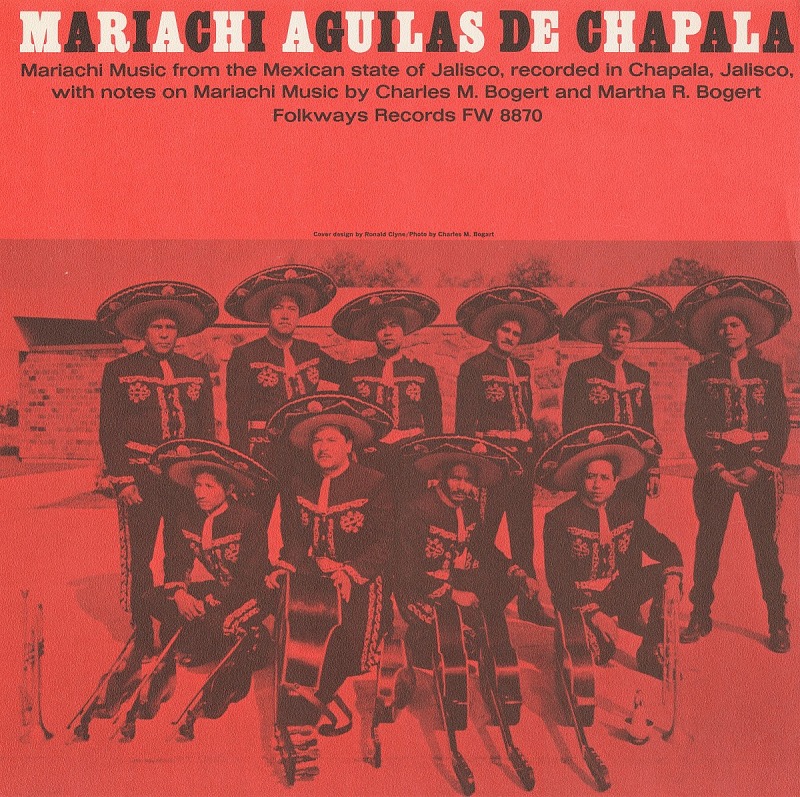 MARIACHI AGUILAS DE CHAPALA
Mariachi Music from the Mexican state of Jalisco, recorded in Chapala, Jalisco,
with notes on Mariachi Music by Charles M. Bogert and Martha R. Bogert
Folkways Records FW 8870
Cover design by Ronald Clyne/Photo by Charles M. Bogart